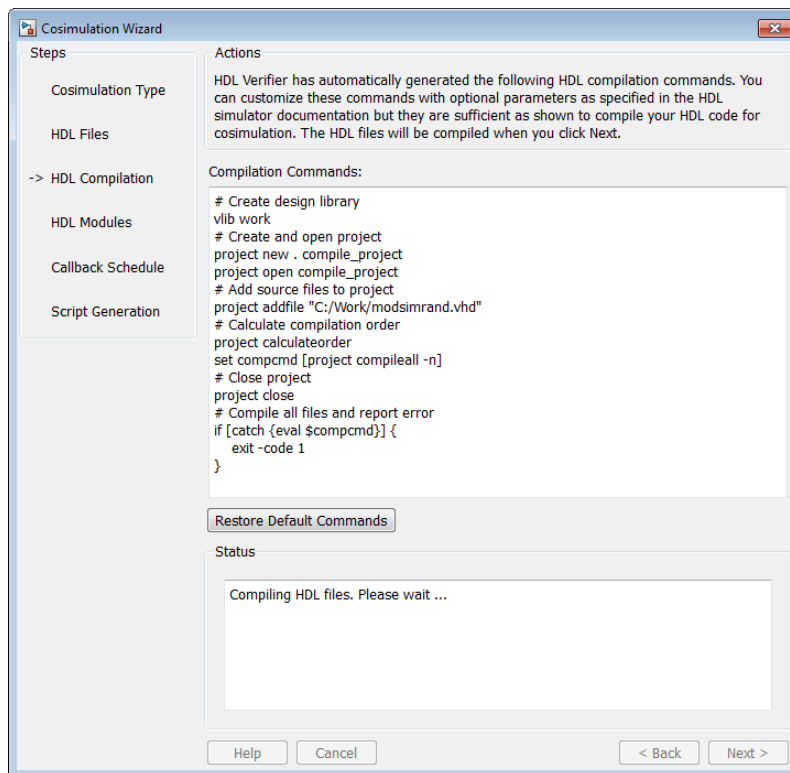 Cosimulation Wizard
Steps
Cosimulation Type
HDL Files
-> HDL Compilation
HDL Modules
Callback Schedule
Script Generation
Actions
HDL Verifier has automatically generated the following HDL compilation commands. You
can customize these commands with optional parameters as specified in the HDL
simulator documentation but they are sufficient as shown to compile your HDL code for
cosimulation. The HDL files will be compiled when you click Next.
Compilation Commands:
# Create design library
vlib work
# Create and open project
project new . compile_project
project open compile_project
# Add source files to project
project addfile "C:/Work/modsimrand.vhd"
# Calculate compilation order
project calculateorder
set compcmd [project compileall -n]
# Close project
project close
# Compile all files and report error
if [catch {eval $compcmd}] {
    exit -code 1
}
Restore Default Commands
Status
Compiling HDL files. Please wait ...
Help
Cancel
< Back
Next >